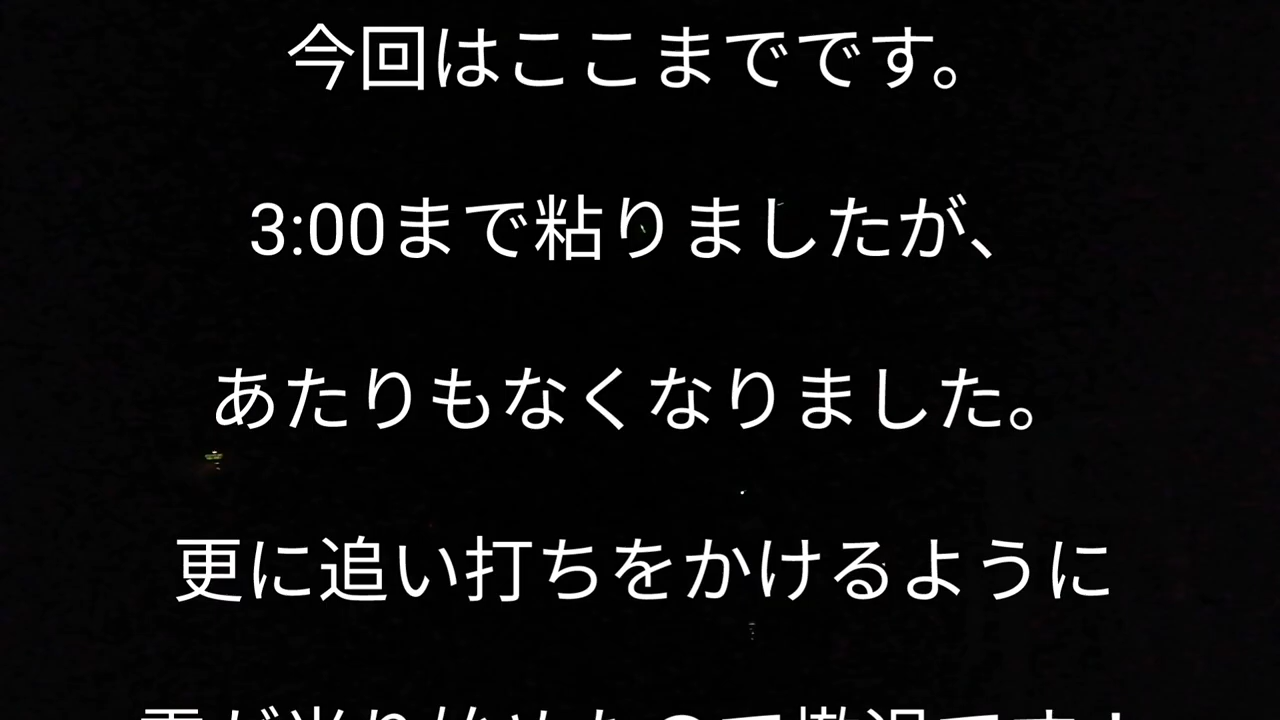 今回はここまでです。
3:00まで粘りましたが、
あたりもなくなりました。
更に追い打ちをかけるように